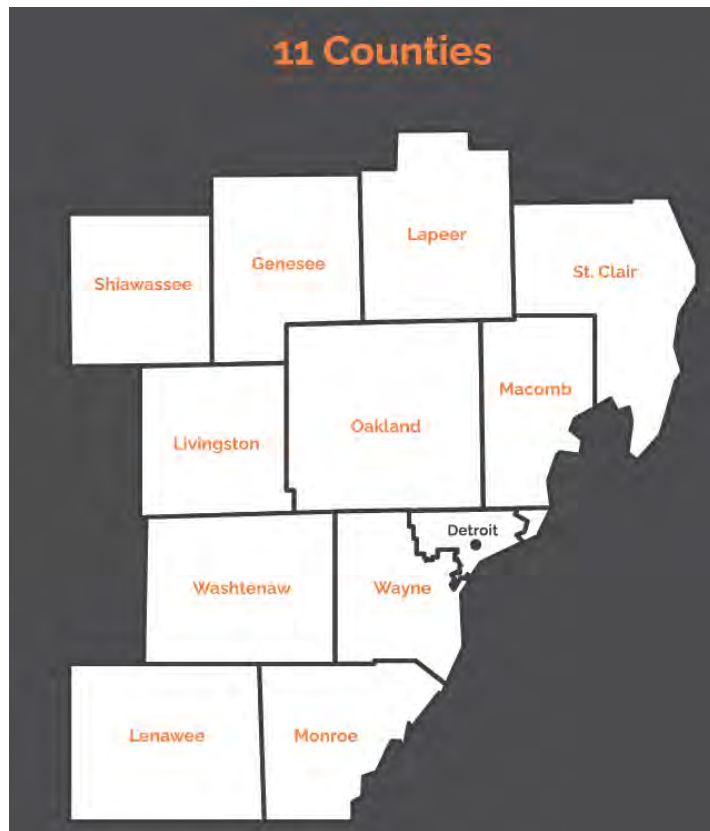 11 Counties
Lapeer
Genesee
St. Clair
Shiawassee
Macomb
Oakland
Livingston
Detroit
Washtenaw
Wayne
Lenawee
Monroe